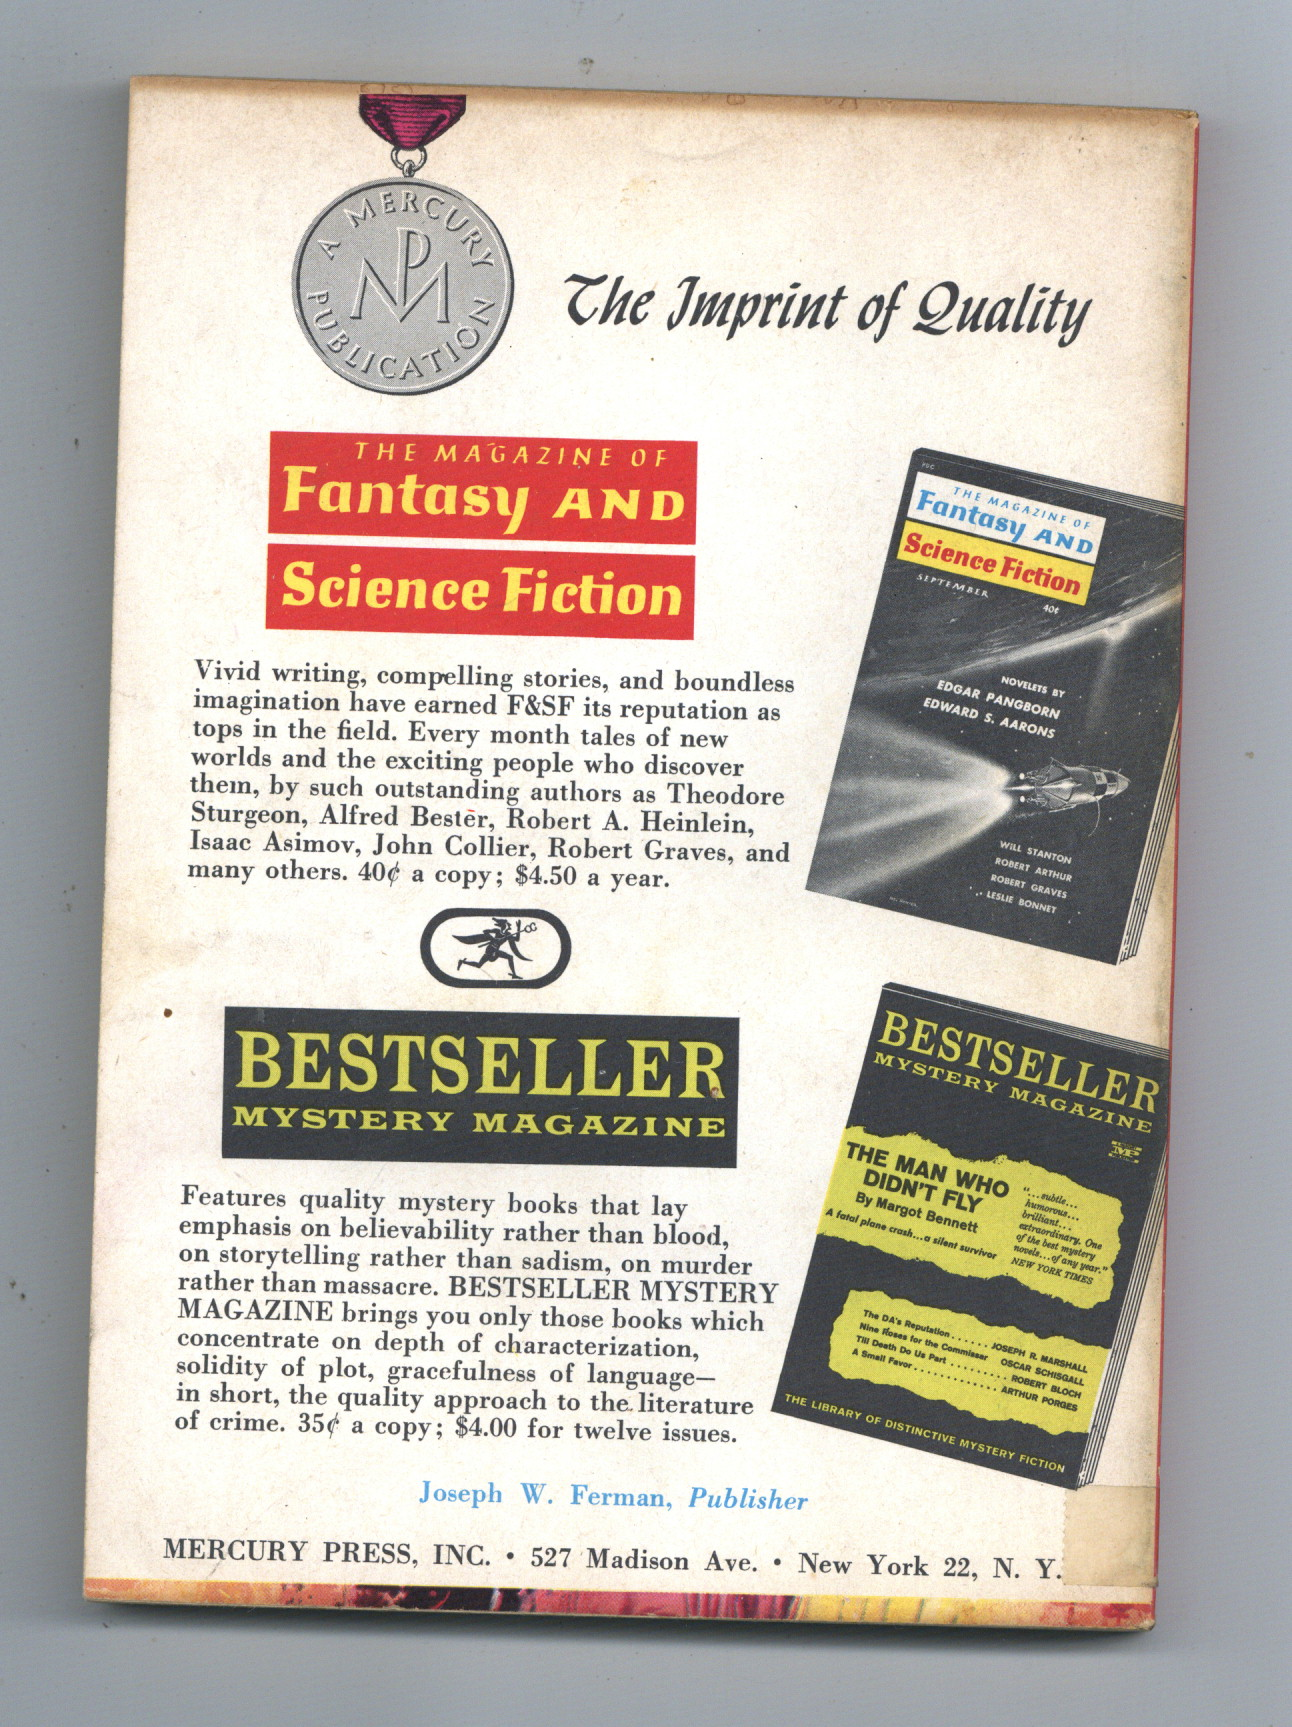 A MERCURY PUBLICATION
PM
The Imprint of Quality
THE MAGAZINE OF
Fantasy AND
Science Fiction
Vivid writing, compelling stories, and boundless
imagination have earned F&SF its reputation as
tops in the field. Every month tales of new
worlds and the exciting people who discover
them, by such outstanding authors as Theodore
Sturgeon, Alfred Bester, Robert A. Heinlein,
Isaac Asimov, John Collier, Robert Graves, and
many others. 40¢ a copy; $4.50 a year.
THE MAGAZINE OF
Fantasy AND
Science Fiction
SEPTEMBER
40¢
NOVELETS BY
EDGAR PANGBORN
EDWARD S. AARONS
WILL STANTON
ROBERT ARTHUR
ROBERT GRAVES
LESLIE BONNET
BESTSELLER
MYSTERY MAGAZINE
Features quality mystery books that lay
emphasis on believability rather than blood,
on storytelling rather than sadism, on murder
rather than massacre. BESTSELLER MYSTERY
MAGAZINE brings you only those books which
concentrate on depth of characterization,
solidity of plot, gracefulness of language—
in short, the quality approach to the literature
of crime. 35¢ a copy; $4.00 for twelve issues.
BESTSELLER
MYSTERY MAGAZINE
MP
THE MAN WHO
DIDN'T FLY
By Margot Bennett
A fatal plane crash...a silent survivor
"...subtle...
humorous...
brilliant...
extraordinary. One
of the best mystery
novels...of any year."
NEW YORK TIMES
The DA's Reputation . . . . . . JOSEPH R. MARSHALL
Nine Roses for the Commissar OSCAR SCHISGALL
Till Death Do Us Part . . . . . . . . . ROBERT BLOCH
A Small Favor . . . . . . . . . . . . . ARTHUR PORGES
THE LIBRARY OF DISTINCTIVE MYSTERY FICTION
Joseph W. Ferman, Publisher
MERCURY PRESS, INC. • 527 Madison Ave. • New York 22, N. Y.